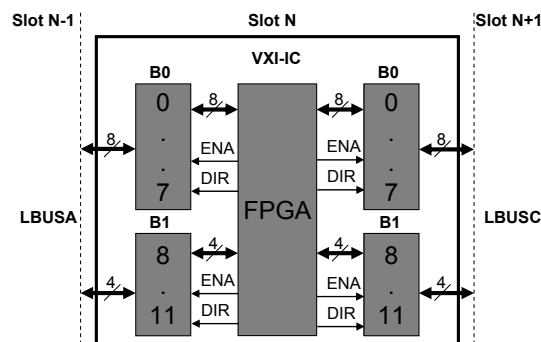 Slot N-1 Slot N Slot N+1
VXI-IC
B0 B0
0 8 8 0
.
.
7
8 ENA ENA 8
DIR DIR
.
.
7
LBUSA FPGA LBUSC
B1 B1
8 4 4 8
.
11
4 ENA ENA 4
DIR DIR
.
11